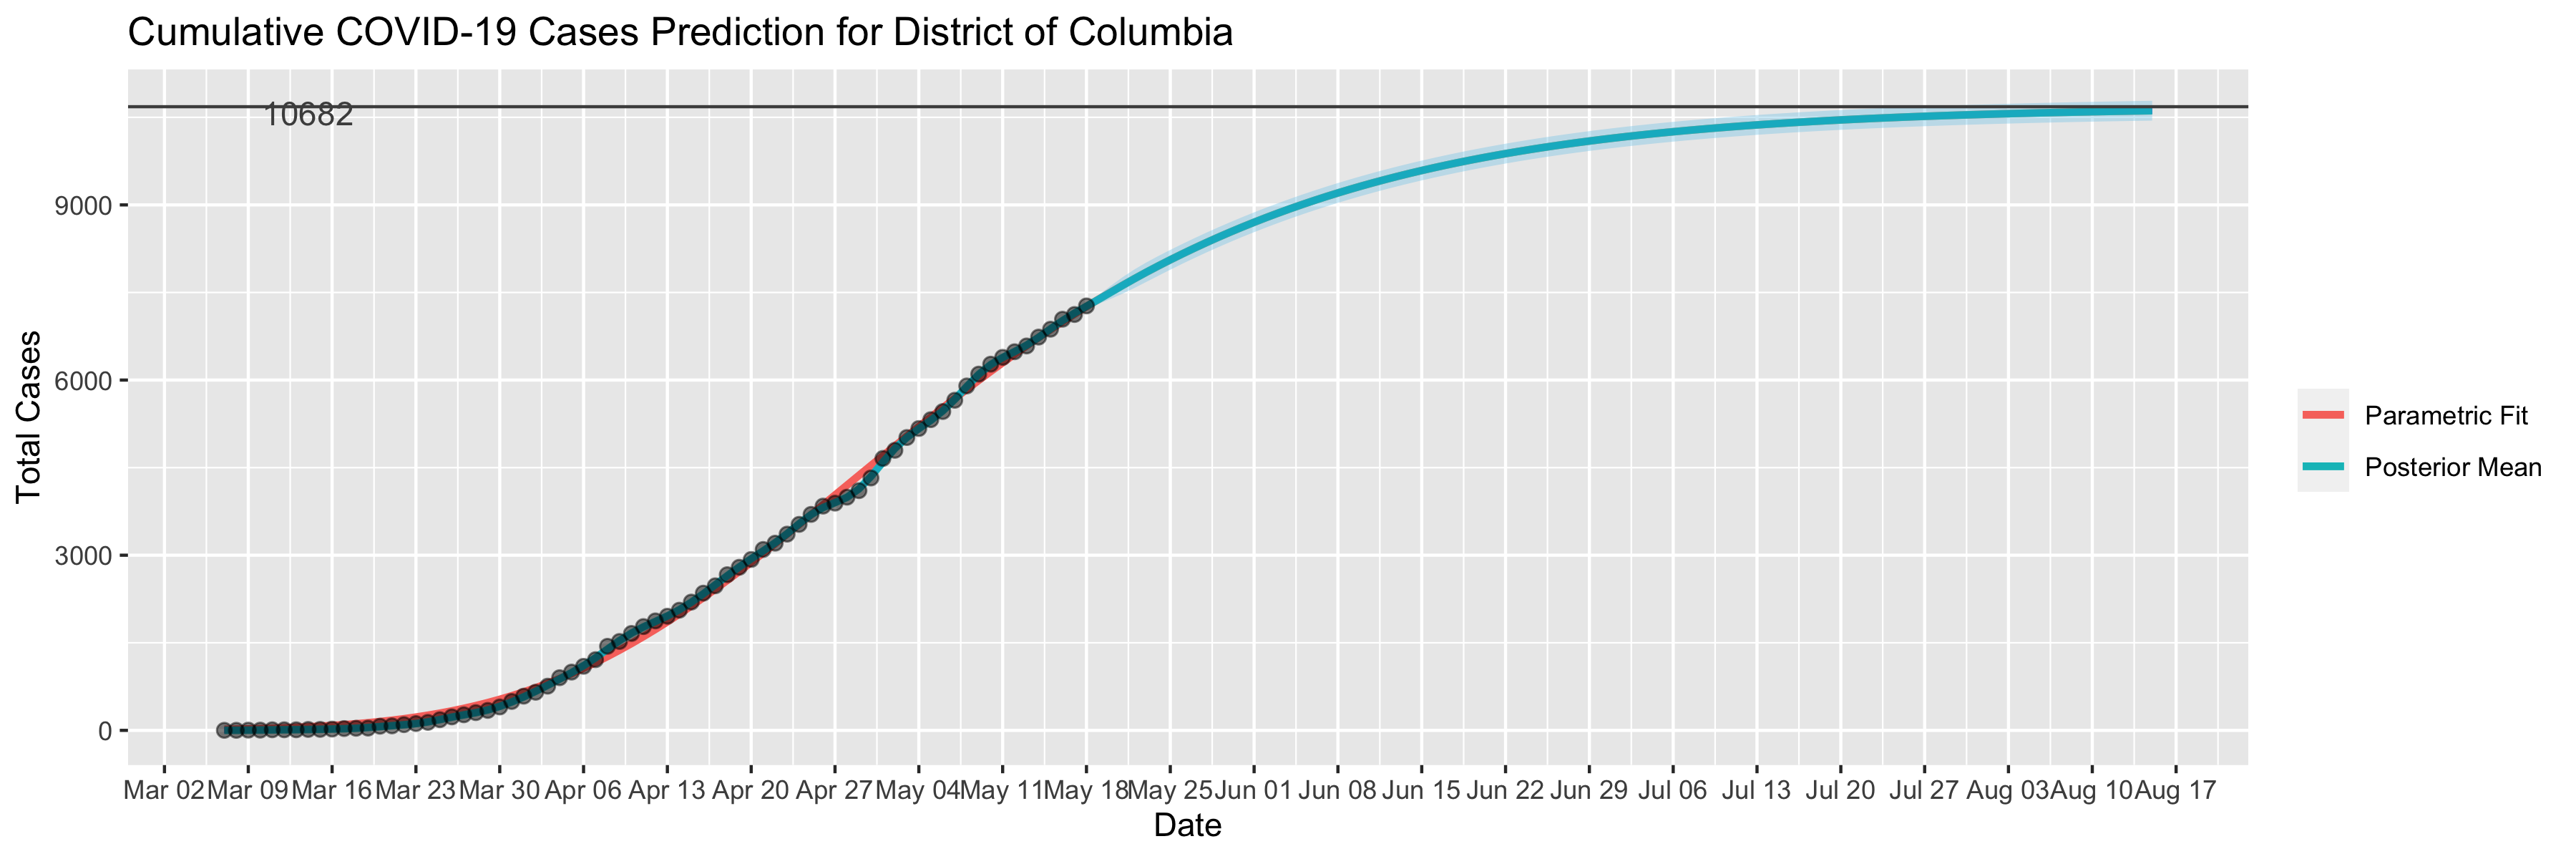 Cumulative COVID-19 Cases Prediction for District of Columbia
10682
9000
6000
3000
0
Total Cases
Mar 02 Mar 09 Mar 16 Mar 23 Mar 30 Apr 06 Apr 13 Apr 20 Apr 27 May 04 May 11 May 18 May 25 Jun 01 Jun 08 Jun 15 Jun 22 Jun 29 Jul 06 Jul 13 Jul 20 Jul 27 Aug 03 Aug 10 Aug 17
Date
Parametric Fit
Posterior Mean